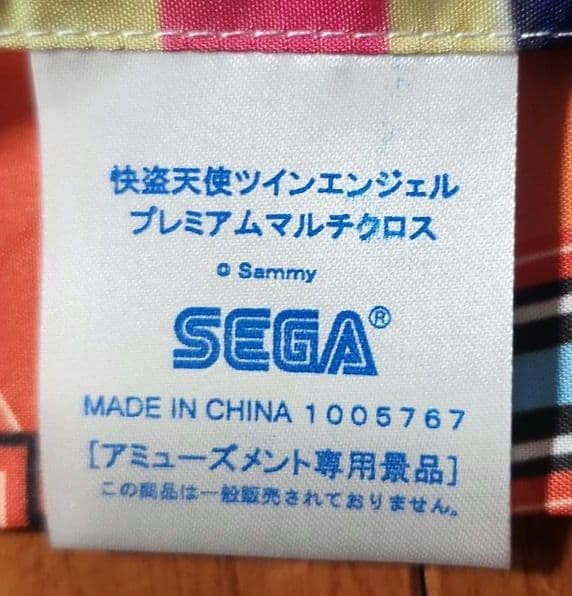 快盗天使ツインエンジェル
プレミアムマルチクロス
© Sammy
SEGA®
MADE IN CHINA 1005767
[アミューズメント専用景品]
この商品は一般販売されておりません。